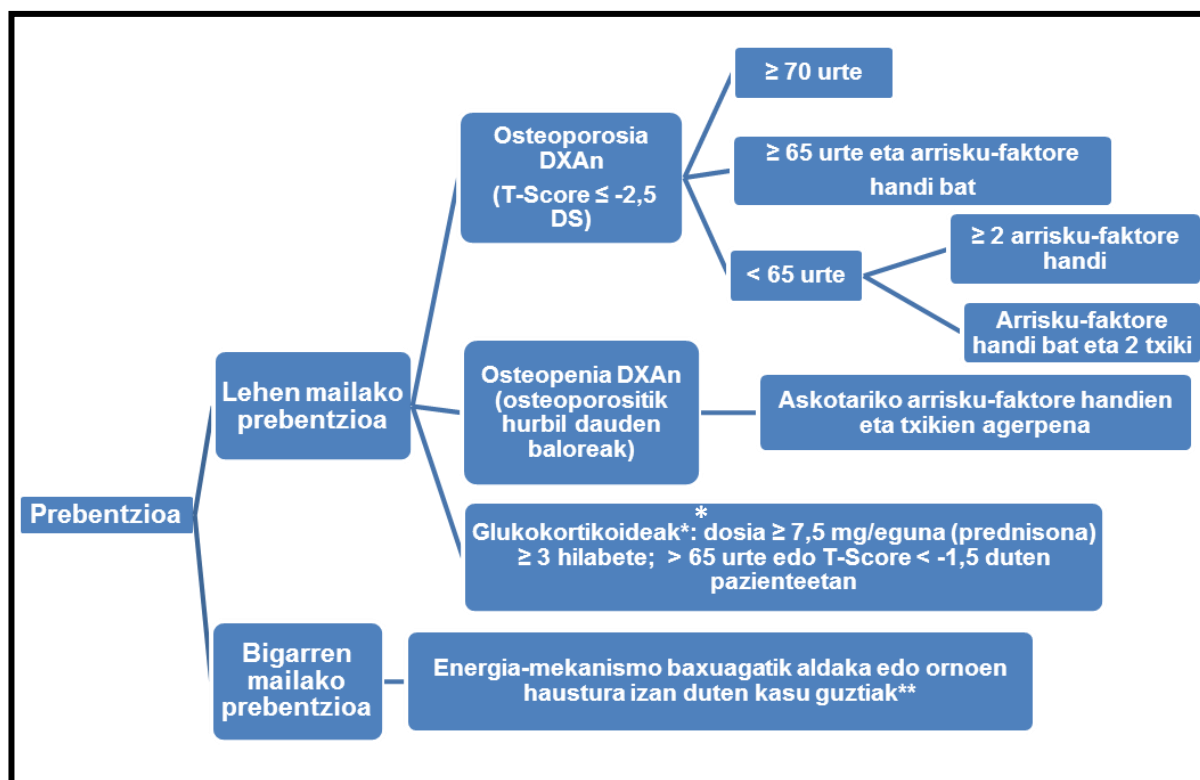 Prebentzioa
Lehen mailako
prebentzioa
Osteoporosia
DXAn
(T-Score ≤ -2,5
DS)
≥ 70 urte
≥ 65 urte eta arrisku-faktore
handi bat
< 65 urte
≥ 2 arrisku-faktore
handi
Arrisku-faktore
handi bat eta 2 txiki
Osteopenia DXAn
(osteoporositik
hurbil dauden
baloreak)
Askotariko arrisku-faktore handien
eta txikien agerpena
*
Glukokortikoideak*: dosia ≥ 7,5 mg/eguna (prednisona)
≥ 3 hilabete; > 65 urte edo T-Score < -1,5 duten
pazienteetan
Bigarren
mailako
prebentzioa
Energia-mekanismo baxuagatik aldaka edo ornoen
haustura izan duten kasu guztiak**